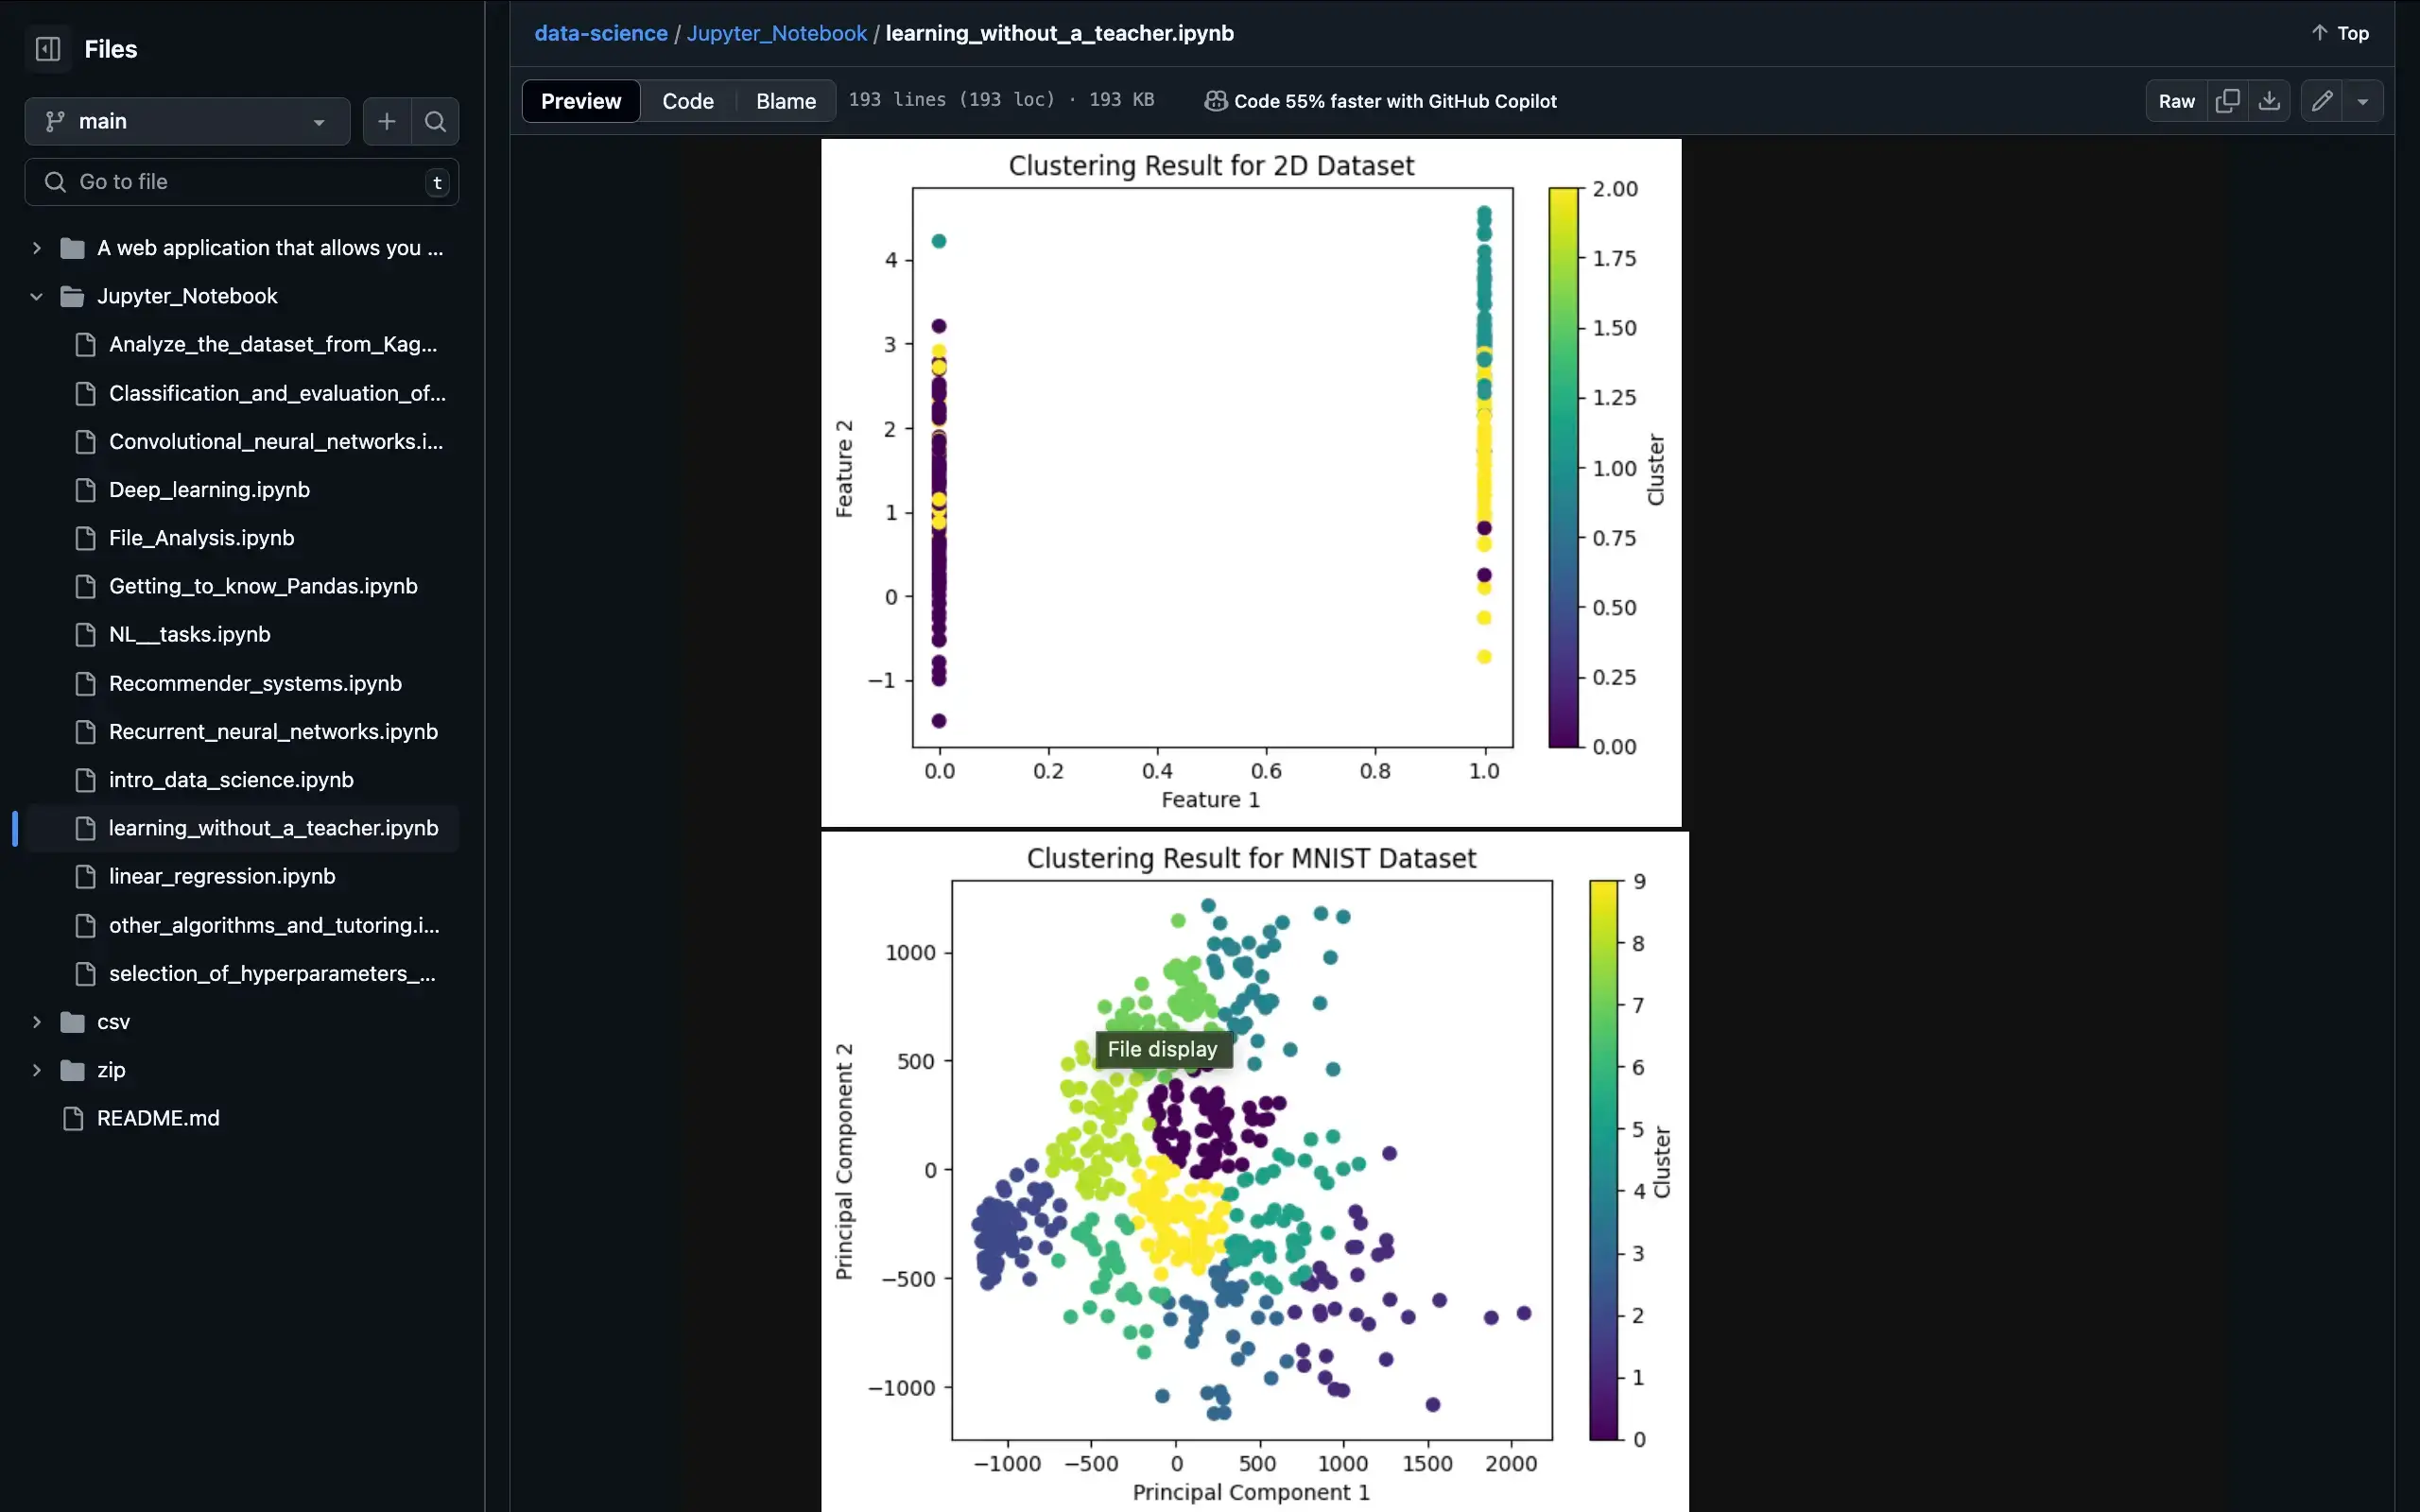 Files
main
Go to file
t
A web application that allows you ...
Jupyter_Notebook
Analyze_the_dataset_from_Kag...
Classification_and_evaluation_of...
Convolutional_neural_networks.i...
Deep_learning.ipynb
File_Analysis.ipynb
Getting_to_know_Pandas.ipynb
NL__tasks.ipynb
Recommender_systems.ipynb
Recurrent_neural_networks.ipynb
intro_data_science.ipynb
learning_without_a_teacher.ipynb
linear_regression.ipynb
other_algorithms_and_tutoring.i...
selection_of_hyperparameters_...
csv
zip
README.md
data-science / Jupyter_Notebook / learning_without_a_teacher.ipynb
Top
Preview Code Blame 193 lines (193 loc) · 193 KB Code 55% faster with GitHub Copilot
Raw
Clustering Result for 2D Dataset
Feature 2
4
3
2
1
0
−1
0.0 0.2 0.4 0.6 0.8 1.0
Feature 1
2.00
1.75
1.50
1.25
1.00
0.75
0.50
0.25
0.00
Cluster
Clustering Result for MNIST Dataset
Principal Component 2
1000
500
0
−500
−1000
File display
−1000 −500 0 500 1000 1500 2000
Principal Component 1
9
8
7
6
5
4
3
2
1
0
Cluster